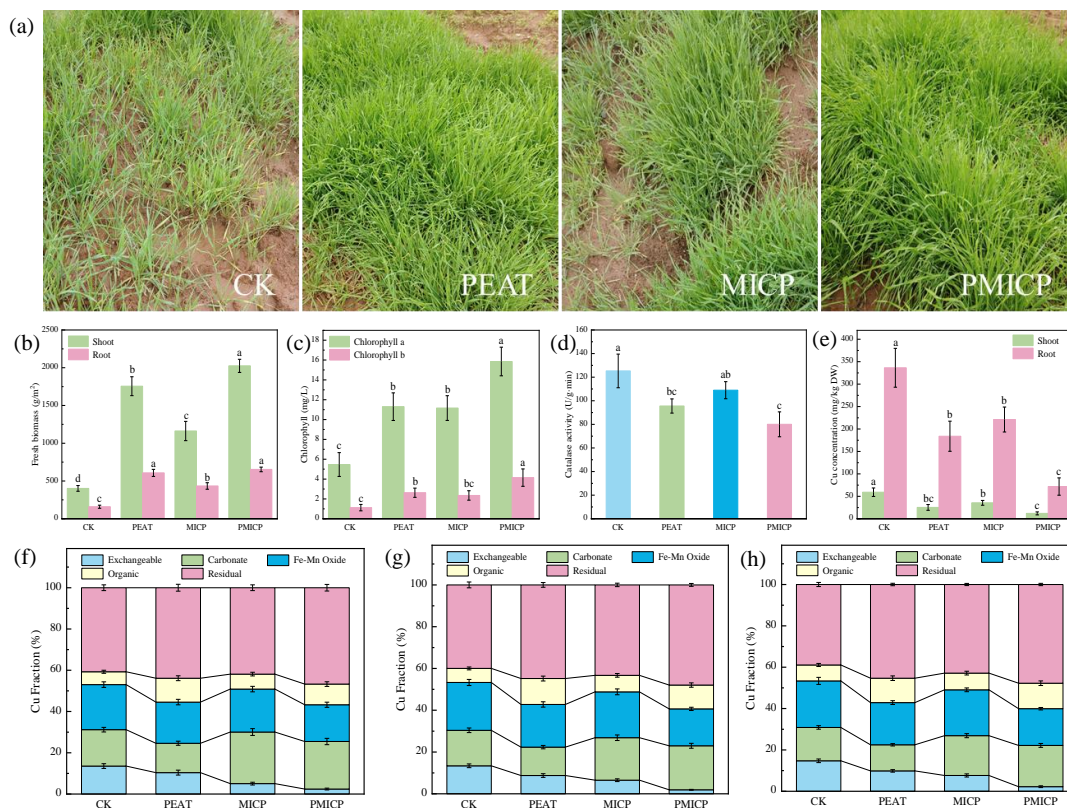 (a)
CK
PEAT
MICP
PMICP
(b)
2500
2000
1500
1000
500
0
Fresh biomass (g/m²)
Shoot
Root
d
c
b
a
c
b
a
a
CK
PEAT
MICP
PMICP
(c)
18
16
14
12
10
8
6
4
2
0
Chlorophyll (mg/L)
Chlorophyll a
Chlorophyll b
c
c
b
b
b
bc
a
a
CK
PEAT
MICP
PMICP
(d)
160
140
120
100
80
60
40
20
0
Catalase activity (U/g·min)
a
bc
ab
c
CK
PEAT
MICP
PMICP
(e)
400
350
300
250
200
150
100
50
0
Cu concentration (mg/kg DW)
Shoot
Root
a
a
bc
b
b
b
c
c
CK
PEAT
MICP
PMICP
(f)
Exchangeable
Carbonate
Fe-Mn Oxide
Organic
Residual
100
80
60
40
20
0
Cu Fraction (%)
CK
PEAT
MICP
PMICP
(g)
Exchangeable
Carbonate
Fe-Mn Oxide
Organic
Residual
100
80
60
40
20
0
Cu Fraction (%)
CK
PEAT
MICP
PMICP
(h)
Exchangeable
Carbonate
Fe-Mn Oxide
Organic
Residual
100
80
60
40
20
0
Cu Fraction (%)
CK
PEAT
MICP
PMICP